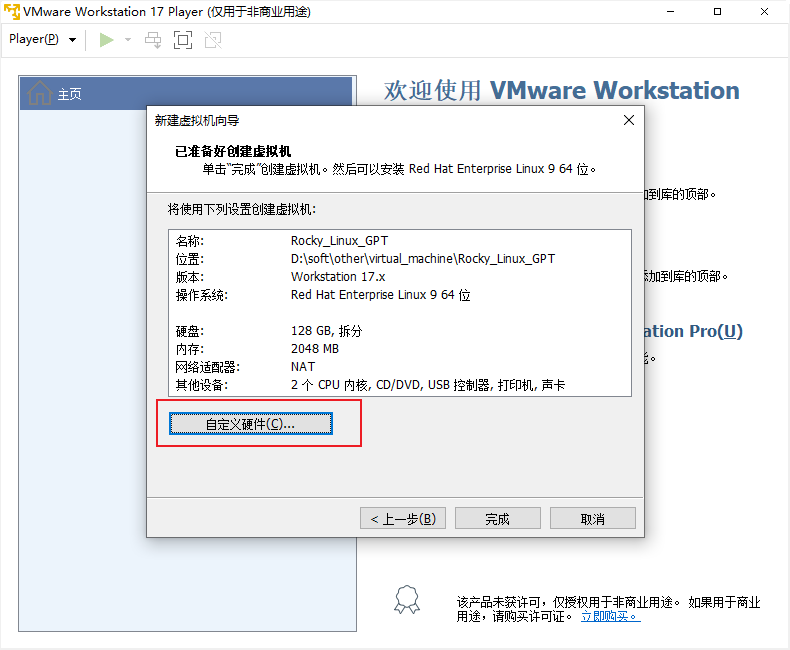 VMware Workstation 17 Player (仅用于非商业用途)
Player(P)
主页
欢迎使用 VMware Workstation
加到库的顶部。
添加到库的顶部。
ation Pro(U)
新建虚拟机向导
已准备好创建虚拟机
单击“完成”创建虚拟机。然后可以安装 Red Hat Enterprise Linux 9 64 位。
将使用下列设置创建虚拟机:
名称: Rocky_Linux_GPT
位置: D:\soft\other\virtual_machine\Rocky_Linux_GPT
版本: Workstation 17.x
操作系统: Red Hat Enterprise Linux 9 64 位
硬盘: 128 GB, 拆分
内存: 2048 MB
网络适配器: NAT
其他设备: 2 个 CPU 内核, CD/DVD, USB 控制器, 打印机, 声卡
自定义硬件(C)...
< 上一步(B) 完成 取消
该产品未获许可，仅授权用于非商业用途。 如果用于商业
用途，请购买许可证。 立即购买。